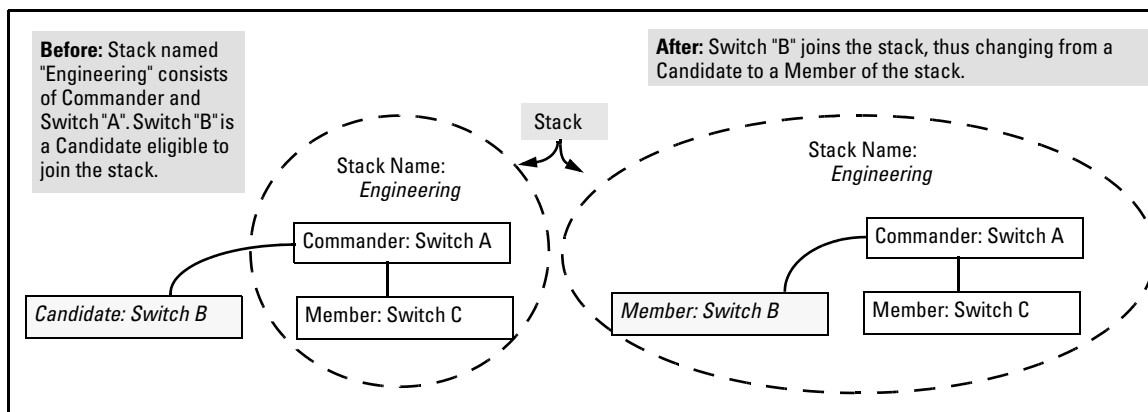 Before: Stack named
"Engineering" consists
of Commander and
Switch "A". Switch "B" is
a Candidate eligible to
join the stack.
After: Switch "B" joins the stack, thus changing from a
Candidate to a Member of the stack.
Stack
Stack Name:
Engineering
Commander: Switch A
Candidate: Switch B
Member: Switch C
Stack Name:
Engineering
Commander: Switch A
Member: Switch B
Member: Switch C